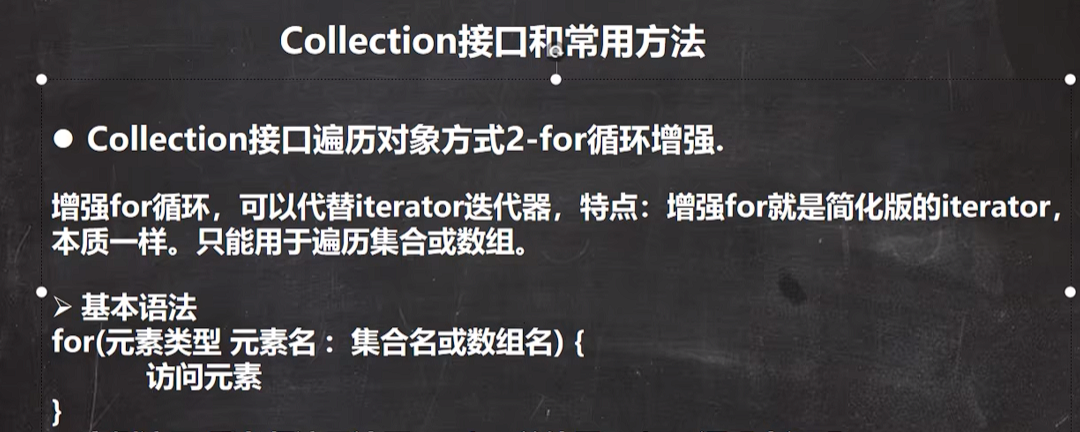 Collection接口和常用方法
● Collection接口遍历对象方式2-for循环增强.
增强for循环，可以代替iterator迭代器，特点：增强for就是简化版的iterator，
本质一样。只能用于遍历集合或数组。
➢ 基本语法
for(元素类型 元素名：集合名或数组名) {
访问元素
}